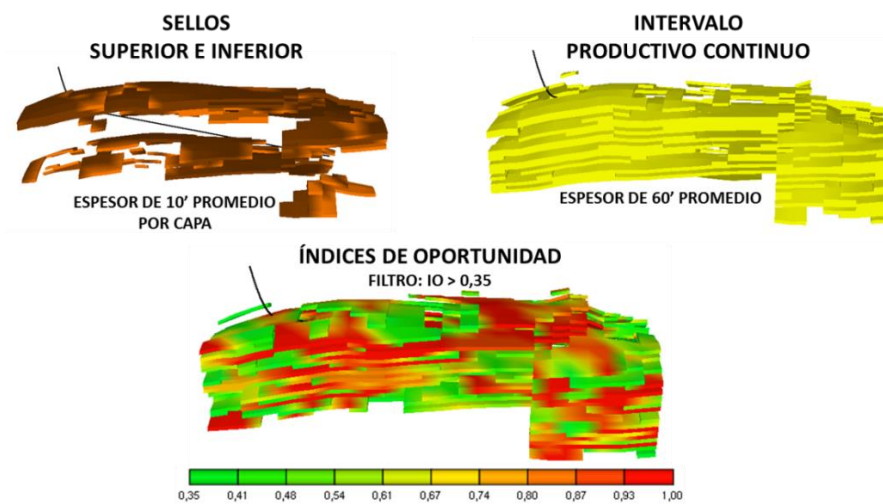 SELLOS
SUPERIOR E INFERIOR
INTERVALO
PRODUCTIVO CONTINUO
ESPESOR DE 10’ PROMEDIO
POR CAPA
ESPESOR DE 60’ PROMEDIO
ÍNDICES DE OPORTUNIDAD
FILTRO: IO > 0,35
0,35 0,41 0,48 0,54 0,61 0,67 0,74 0,80 0,87 0,93 1,00